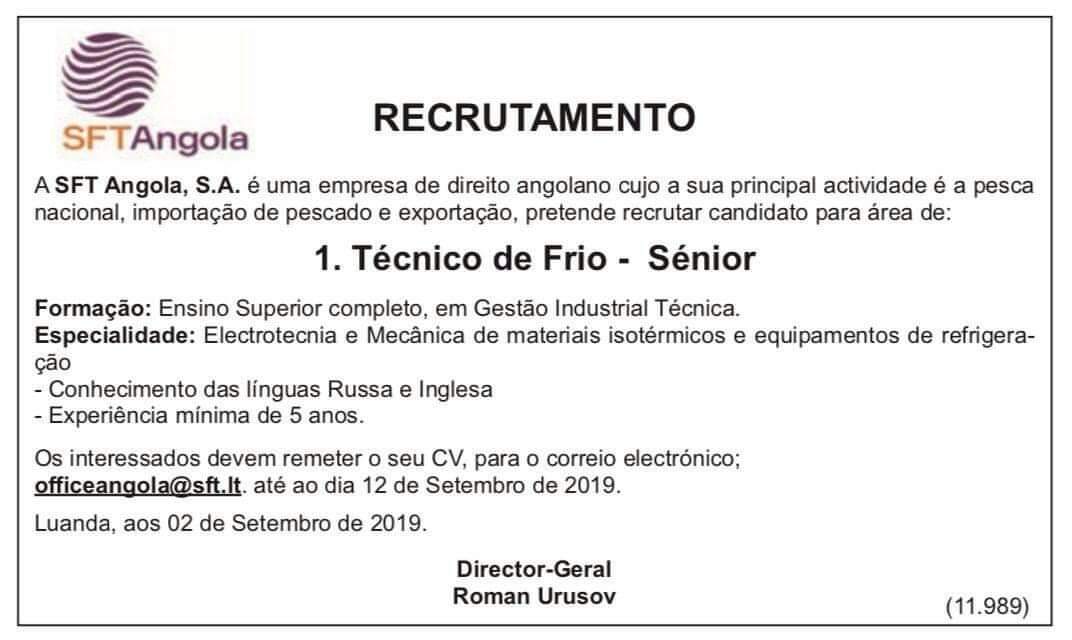 SFTAngola
RECRUTAMENTO
A SFT Angola, S.A. é uma empresa de direito angolano cujo a sua principal actividade é a pesca
nacional, importação de pescado e exportação, pretende recrutar candidato para área de:
1. Técnico de Frio - Sénior
Formação: Ensino Superior completo, em Gestão Industrial Técnica.
Especialidade: Electrotecnia e Mecânica de materiais isotérmicos e equipamentos de refrigera-
ção
- Conhecimento das línguas Russa e Inglesa
- Experiência mínima de 5 anos.
Os interessados devem remeter o seu CV, para o correio electrónico;
officeangola@sft.lt. até ao dia 12 de Setembro de 2019.
Luanda, aos 02 de Setembro de 2019.
Director-Geral
Roman Urusov
(11.989)